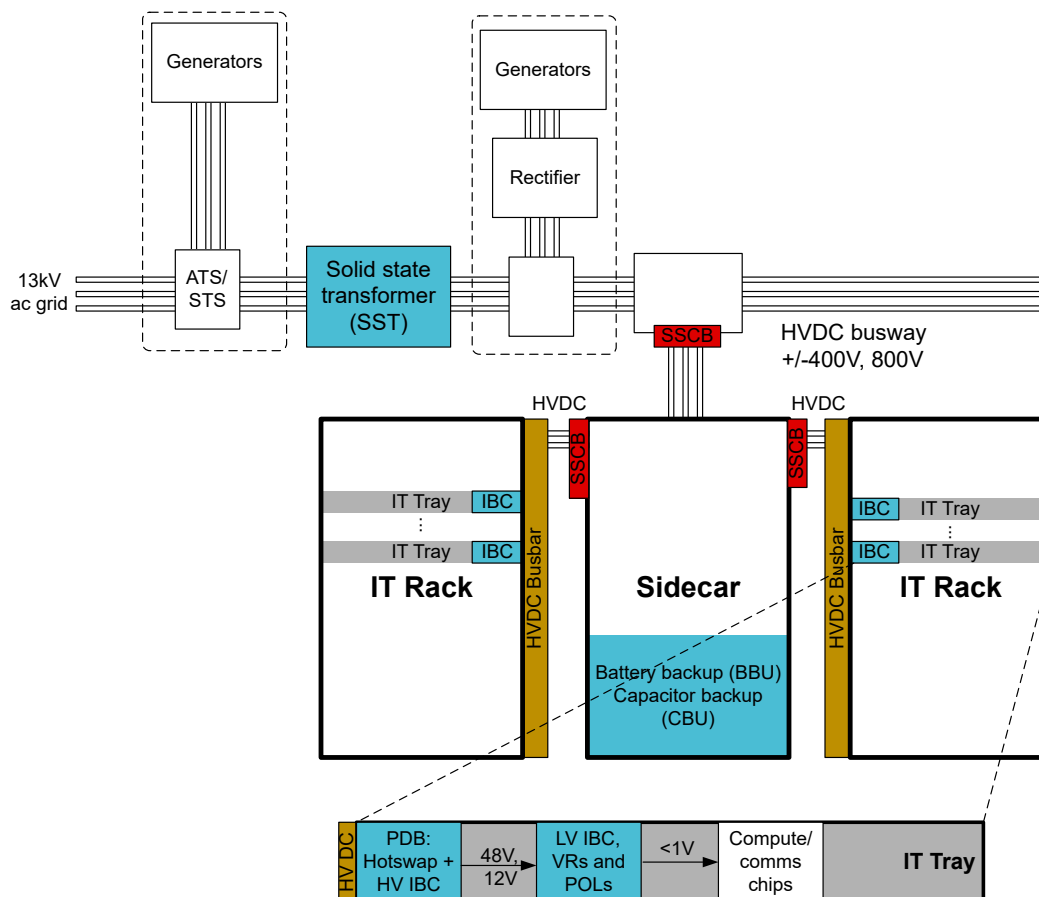 Generators
Generators
Rectifier
13kV
ac grid
ATS/
STS
Solid state
transformer
(SST)
SSCB
HVDC busway
+/-400V, 800V
HVDC
HVDC
SSCB
SSCB
HVDC Busbar
HVDC Busbar
IT Tray
IBC
IT Tray
IBC
IT Rack
Sidecar
IBC
IT Tray
IBC
IT Tray
IT Rack
Battery backup (BBU)
Capacitor backup
(CBU)
HV DC
PDB:
Hotswap +
HV IBC
48V,
12V
LV IBC,
VRs and
POLs
<1V
Compute/
comms
chips
IT Tray